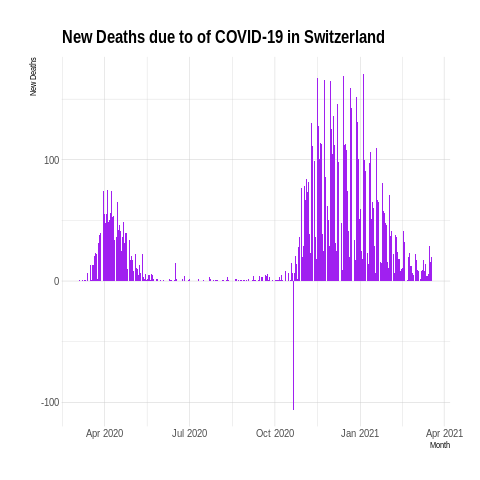 New Deaths due to of COVID-19 in Switzerland
New Deaths
100
0
-100
Apr 2020 Jul 2020 Oct 2020 Jan 2021 Apr 2021
Month